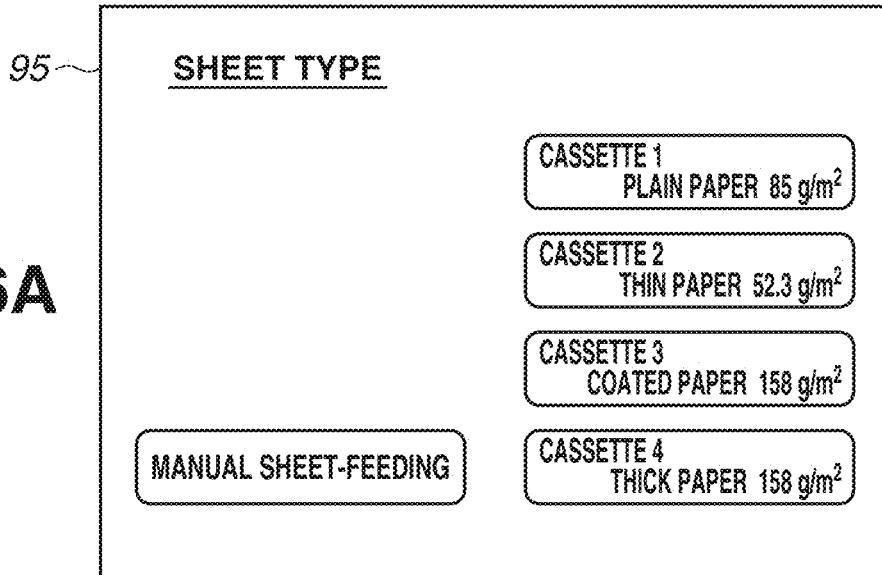 95
SHEET TYPE
CASSETTE 1
PLAIN PAPER 85 g/m²
CASSETTE 2
THIN PAPER 52.3 g/m²
6A
CASSETTE 3
COATED PAPER 158 g/m²
MANUAL SHEET-FEEDING
CASSETTE 4
THICK PAPER 158 g/m²